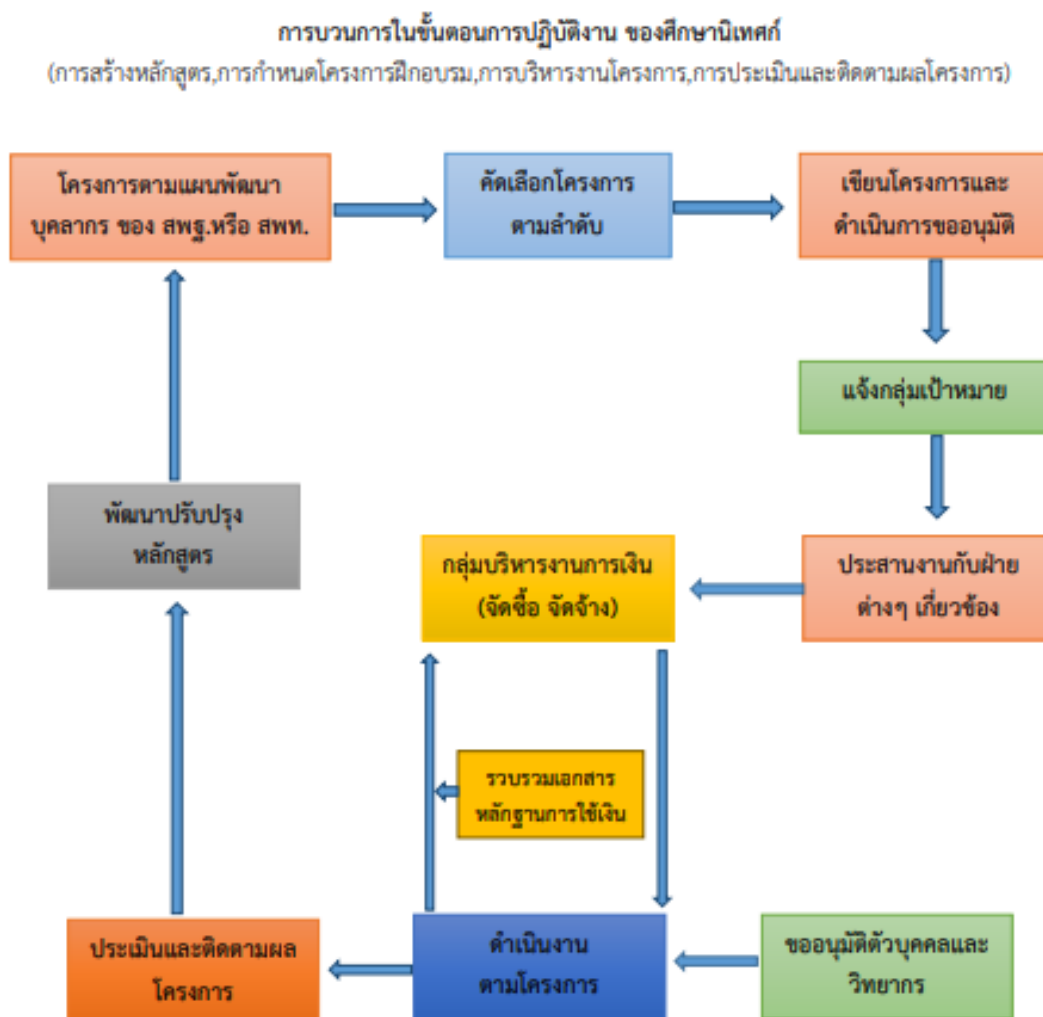 การบวนการในขั้นตอนการปฏิบัติงาน ของศึกษานิเทศก์
(การสร้างหลักสูตร,การกำหนดโครงการฝึกอบรม,การบริหารงานโครงการ,การประเมินและติดตามผลโครงการ)
โครงการตามแผนพัฒนา
บุคลากร ของ สพฐ.หรือ สพท.
คัดเลือกโครงการ
ตามลำดับ
เขียนโครงการและ
ดำเนินการขออนุมัติ
แจ้งกลุ่มเป้าหมาย
พัฒนาปรับปรุง
หลักสูตร
กลุ่มบริหารงานการเงิน
(จัดซื้อ จัดจ้าง)
ประสานงานกับฝ่าย
ต่างๆ เกี่ยวข้อง
รวบรวมเอกสาร
หลักฐานการใช้เงิน
ประเมินและติดตามผล
โครงการ
ดำเนินงาน
ตามโครงการ
ขออนุมัติตัวบุคคลและ
วิทยากร